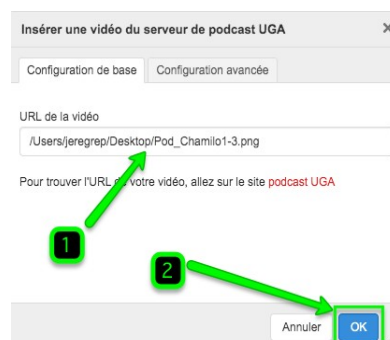 Insérer une vidéo du serveur de podcast UGA ×
Configuration de base Configuration avancée
URL de la vidéo
/Users/jeregrep/Desktop/Pod_Chamilo1-3.png
Pour trouver l'URL votre vidéo, allez sur le site podcast UGA
1
2
Annuler OK